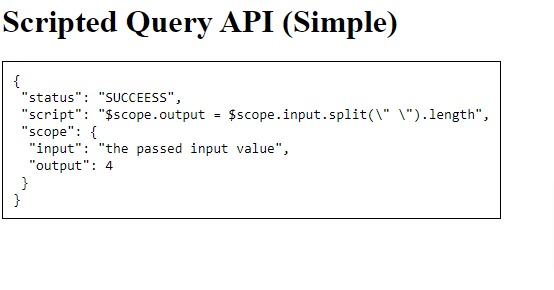 Scripted Query API (Simple)
{
"status": "SUCCEESS",
"script": "$scope.output = $scope.input.split(\" \").length",
"scope": {
"input": "the passed input value",
"output": 4
}
}